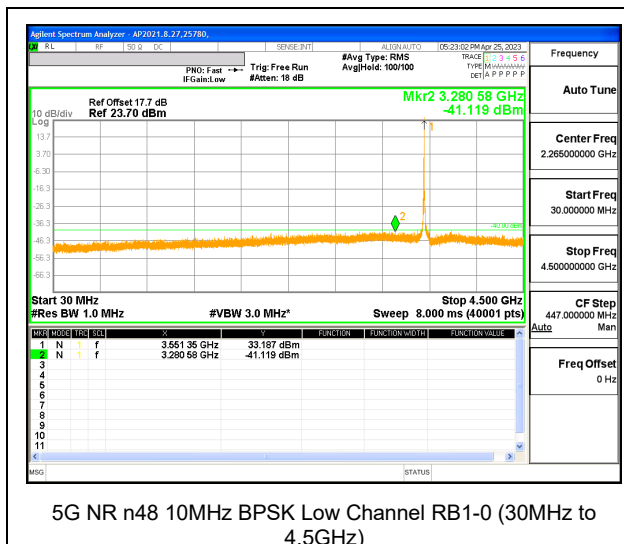 Agilent Spectrum Analyzer - AP2021.8.27,25780,
RL RF 50 Ω DC SENSE:INT ALIGN AUTO 05:23:02 PM Apr 25, 2023
PNO: Fast Trig: Free Run #Avg Type: RMS TRACE 1 2 3 4 5 6
IFGain:Low #Atten: 18 dB Avg|Hold: 100/100 TYPE M
DET A P P P P P
Frequency
Auto Tune
Center Freq
2.265000000 GHz
Start Freq
30.000000 MHz
Stop Freq
4.500000000 GHz
CF Step
447.000000 MHz
Auto Man
Freq Offset
0 Hz
Mkr2 3.280 58 GHz
-41.119 dBm
Ref Offset 17.7 dB
10 dB/div Ref 23.70 dBm
Log
13.7
3.70
-6.30
-16.3
-26.3
-36.3
-46.3
-56.3
-66.3
1
2
-40.00 dBm
Start 30 MHz Stop 4.500 GHz
#Res BW 1.0 MHz #VBW 3.0 MHz* Sweep 8.000 ms (40001 pts)
MKR MODE TRC SCL X Y FUNCTION FUNCTION WIDTH FUNCTION VALUE
1 N 1 f 3.551 35 GHz 33.187 dBm
2 N 1 f 3.280 58 GHz -41.119 dBm
3
4
5
6
7
8
9
10
11
MSG STATUS
5G NR n48 10MHz BPSK Low Channel RB1-0 (30MHz to
4.5GHz)